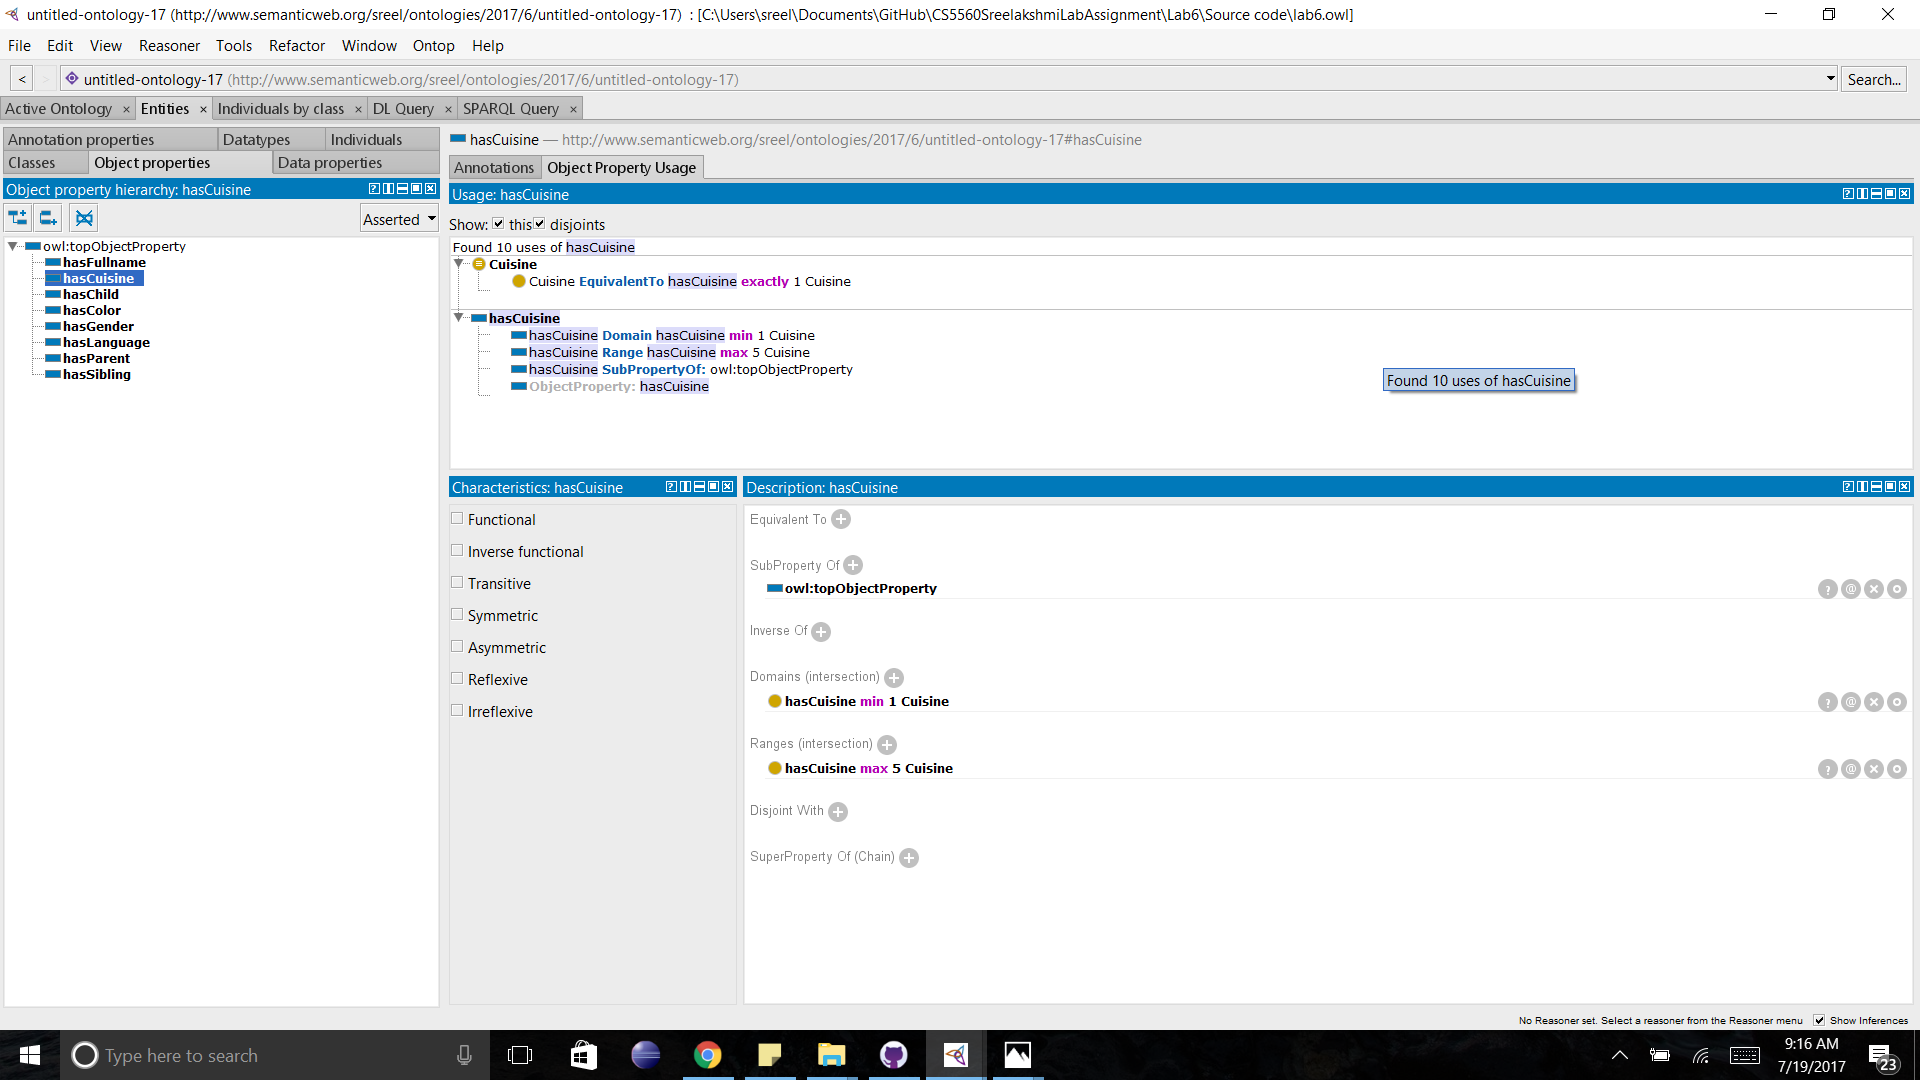 untitled-ontology-17 (http://www.semanticweb.org/sreel/ontologies/2017/6/untitled-ontology-17) : [C:\Users\sreel\Documents\GitHub\CS5560SreelakshmiLabAssignment\Lab6\Source code\lab6.owl]
File Edit View Reasoner Tools Refactor Window Ontop Help
< > untitled-ontology-17 (http://www.semanticweb.org/sreel/ontologies/2017/6/untitled-ontology-17) Search...
Active Ontology × Entities × Individuals by class × DL Query × SPARQL Query ×
Annotation properties Datatypes Individuals
Classes Object properties Data properties
Object property hierarchy: hasCuisine
Asserted
owl:topObjectProperty
hasFullname
hasCuisine
hasChild
hasColor
hasGender
hasLanguage
hasParent
hasSibling
hasCuisine — http://www.semanticweb.org/sreel/ontologies/2017/6/untitled-ontology-17#hasCuisine
Annotations Object Property Usage
Usage: hasCuisine
Show: this disjoints
Found 10 uses of hasCuisine
Cuisine
Cuisine EquivalentTo hasCuisine exactly 1 Cuisine
hasCuisine
hasCuisine Domain hasCuisine min 1 Cuisine
hasCuisine Range hasCuisine max 5 Cuisine
hasCuisine SubPropertyOf: owl:topObjectProperty
ObjectProperty: hasCuisine
Found 10 uses of hasCuisine
Characteristics: hasCuisine
Functional
Inverse functional
Transitive
Symmetric
Asymmetric
Reflexive
Irreflexive
Description: hasCuisine
Equivalent To
SubProperty Of
owl:topObjectProperty
Inverse Of
Domains (intersection)
hasCuisine min 1 Cuisine
Ranges (intersection)
hasCuisine max 5 Cuisine
Disjoint With
SuperProperty Of (Chain)
No Reasoner set. Select a reasoner from the Reasoner menu Show Inferences
Type here to search
9:16 AM
7/19/2017
23